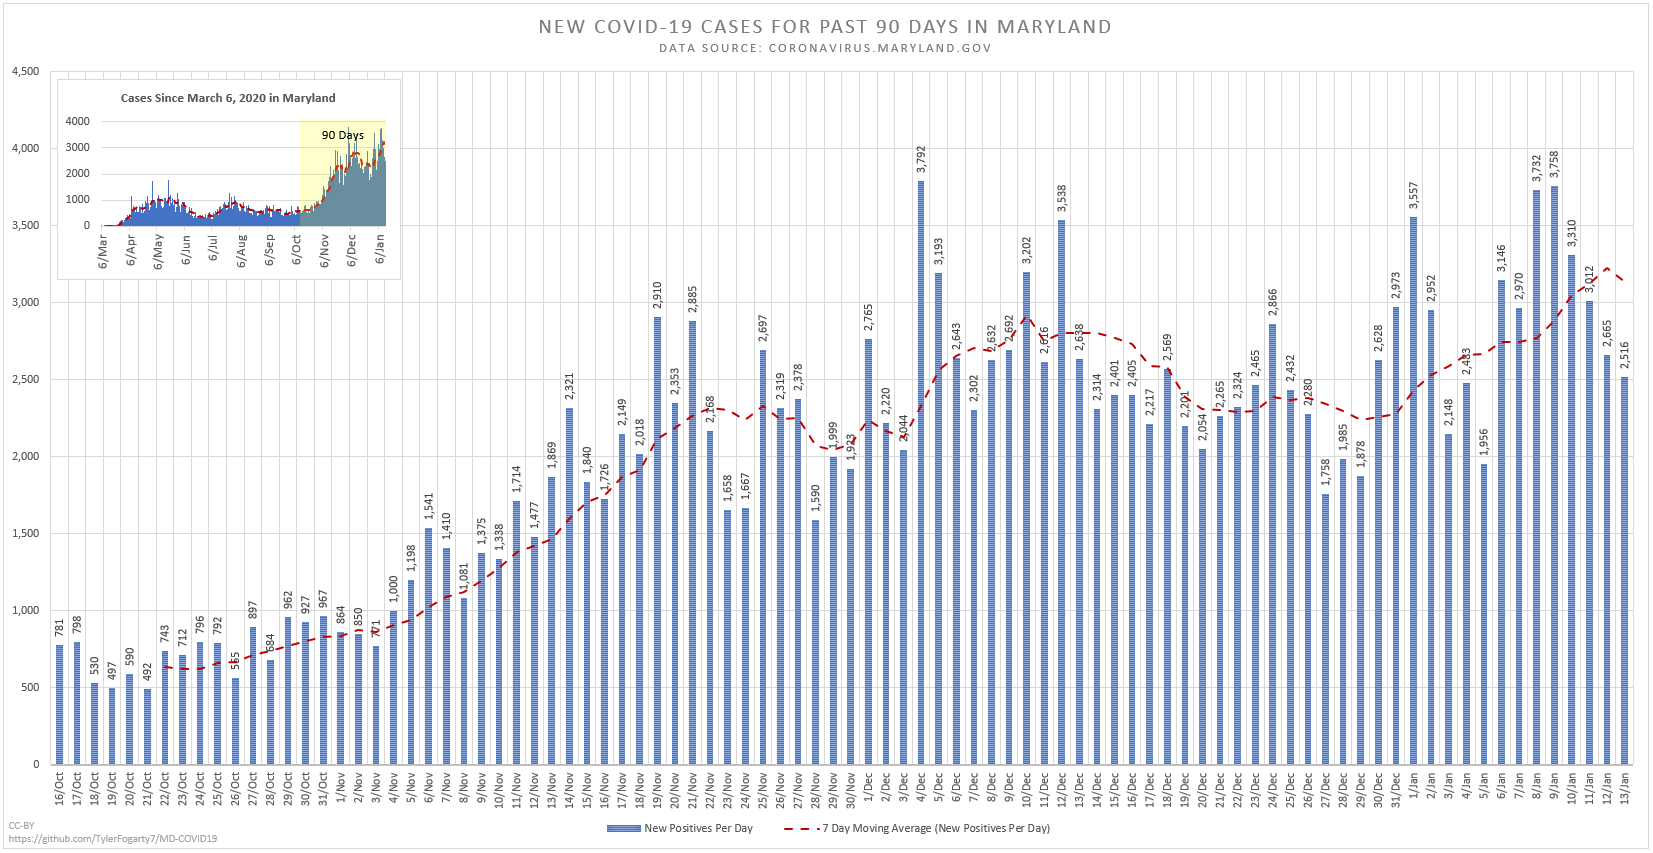 NEW COVID-19 CASES FOR PAST 90 DAYS IN MARYLAND
DATA SOURCE: CORONAVIRUS.MARYLAND.GOV
4,500
4,000
3,500
3,000
2,500
2,000
1,500
1,000
500
0
Cases Since March 6, 2020 in Maryland
90 Days
4000
3000
2000
1000
0
6/Mar
6/Apr
6/May
6/Jun
6/Jul
6/Aug
6/Sep
6/Oct
6/Nov
6/Dec
6/Jan
781
798
530
497
590
492
743
712
796
792
565
897
684
962
927
967
864
850
771
1,000
1,198
1,541
1,410
1,081
1,375
1,338
1,714
1,477
1,869
2,321
1,840
1,726
2,149
2,018
2,910
2,353
2,885
2,168
1,658
1,667
2,697
2,319
2,378
1,590
1,999
1,923
2,765
2,220
2,044
3,792
3,193
2,643
2,302
2,632
2,692
3,202
2,616
3,538
2,638
2,314
2,401
2,405
2,217
2,569
2,201
2,054
2,265
2,324
2,465
2,866
2,432
2,280
1,758
1,985
1,878
2,628
2,973
3,557
2,952
2,148
2,483
1,956
3,146
2,970
3,732
3,758
3,310
3,012
2,665
2,516
16/Oct
17/Oct
18/Oct
19/Oct
20/Oct
21/Oct
22/Oct
23/Oct
24/Oct
25/Oct
26/Oct
27/Oct
28/Oct
29/Oct
30/Oct
31/Oct
1/Nov
2/Nov
3/Nov
4/Nov
5/Nov
6/Nov
7/Nov
8/Nov
9/Nov
10/Nov
11/Nov
12/Nov
13/Nov
14/Nov
15/Nov
16/Nov
17/Nov
18/Nov
19/Nov
20/Nov
21/Nov
22/Nov
23/Nov
24/Nov
25/Nov
26/Nov
27/Nov
28/Nov
29/Nov
30/Nov
1/Dec
2/Dec
3/Dec
4/Dec
5/Dec
6/Dec
7/Dec
8/Dec
9/Dec
10/Dec
11/Dec
12/Dec
13/Dec
14/Dec
15/Dec
16/Dec
17/Dec
18/Dec
19/Dec
20/Dec
21/Dec
22/Dec
23/Dec
24/Dec
25/Dec
26/Dec
27/Dec
28/Dec
29/Dec
30/Dec
31/Dec
1/Jan
2/Jan
3/Jan
4/Jan
5/Jan
6/Jan
7/Jan
8/Jan
9/Jan
10/Jan
11/Jan
12/Jan
13/Jan
New Positives Per Day
7 Day Moving Average (New Positives Per Day)
CC-BY
https://github.com/TylerFogarty7/MD-COVID19